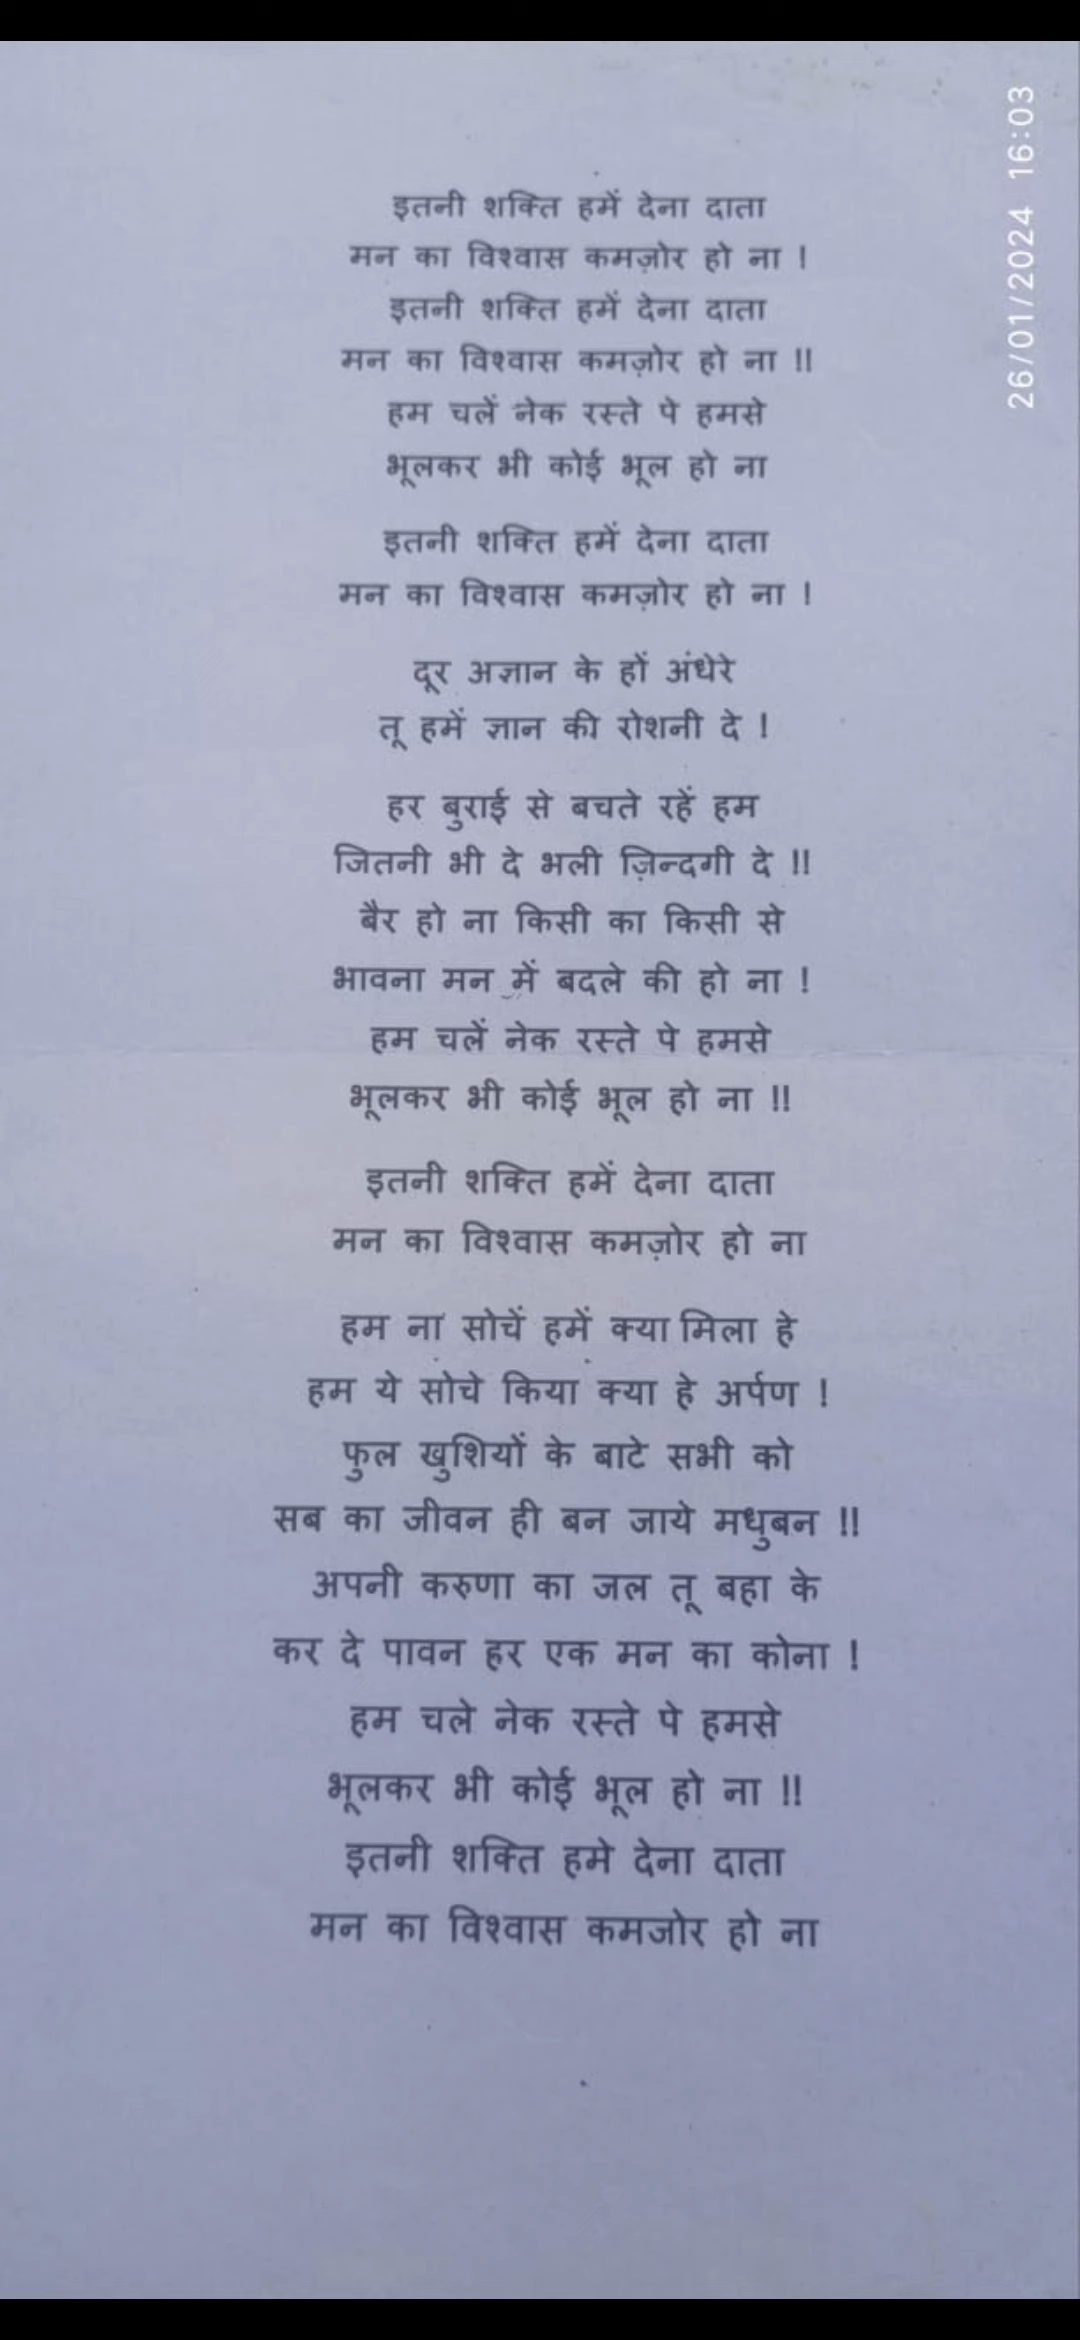 इतनी शक्ति हमें देना दाता
मन का विश्वास कमज़ोर हो ना !
इतनी शक्ति हमें देना दाता
मन का विश्वास कमज़ोर हो ना !!
हम चलें नेक रस्ते पे हमसे
भूलकर भी कोई भूल हो ना
इतनी शक्ति हमें देना दाता
मन का विश्वास कमज़ोर हो ना !
दूर अज्ञान के हों अंधेरे
तू हमें ज्ञान की रोशनी दे !
हर बुराई से बचते रहें हम
जितनी भी दे भली ज़िन्दगी दे !!
बैर हो ना किसी का किसी से
भावना मन में बदले की हो ना !
हम चलें नेक रस्ते पे हमसे
भूलकर भी कोई भूल हो ना !!
इतनी शक्ति हमें देना दाता
मन का विश्वास कमज़ोर हो ना
हम ना सोचें हमें क्या मिला हे
हम ये सोचे किया क्या हे अर्पण !
फुल खुशियों के बाटे सभी को
सब का जीवन ही बन जाये मधुबन !!
अपनी करुणा का जल तू बहा के
कर दे पावन हर एक मन का कोना !
हम चले नेक रस्ते पे हमसे
भूलकर भी कोई भूल हो ना !!
इतनी शक्ति हमे देना दाता
मन का विश्वास कमजोर हो ना
26/01/2024 16:03